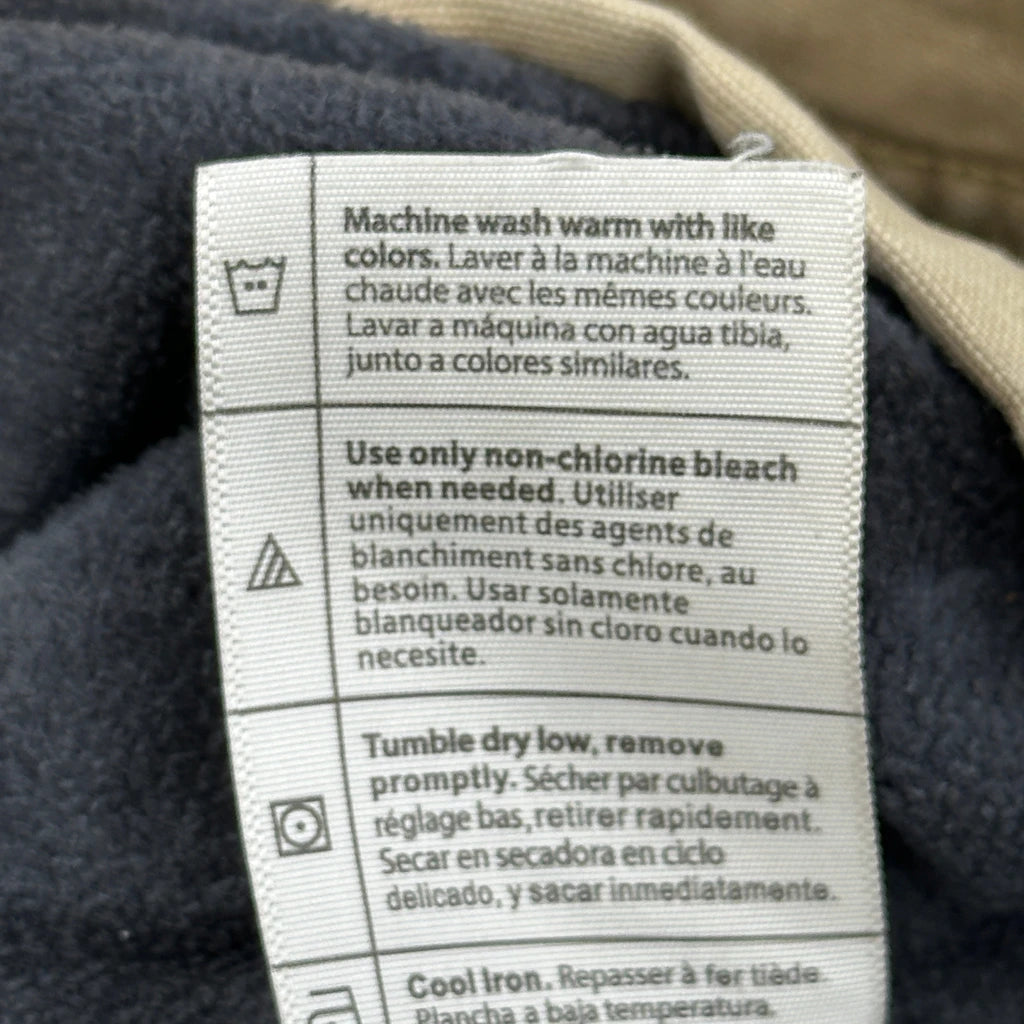 Machine wash warm with like
colors. Laver à la machine à l'eau
chaude avec les mêmes couleurs.
Lavar a máquina con agua tibia,
junto a colores similares.
Use only non-chlorine bleach
when needed. Utiliser
uniquement des agents de
blanchiment sans chlore, au
besoin. Usar solamente
blanqueador sin cloro cuando lo
necesite.
Tumble dry low, remove
promptly. Sécher par culbutage à
réglage bas, retirer rapidement.
Secar en secadora en ciclo
delicado, y sacar inmediatamente.
Cool Iron. Repasser à fer tiède.
Plancha a baja temperatura.